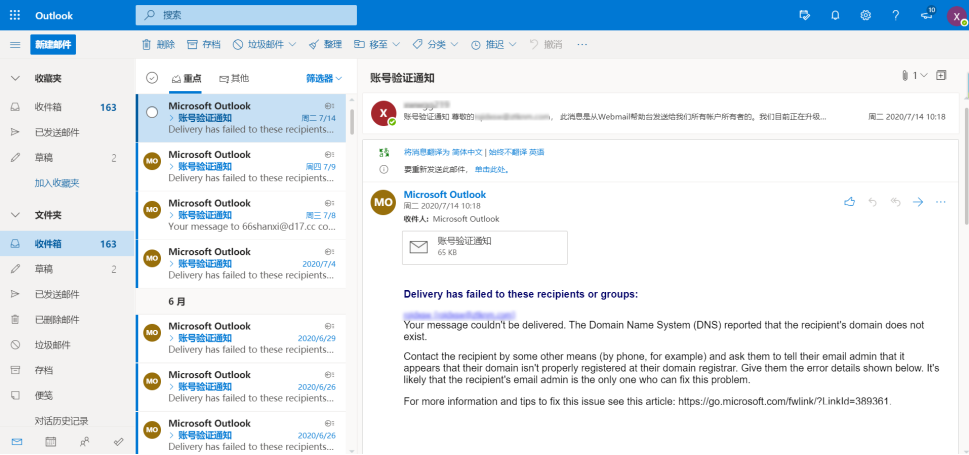 Outlook
搜索
10
X
新建邮件
删除
存档
垃圾邮件
整理
移至
分类
推迟
撤消
收藏夹
收件箱 163
已发送邮件
草稿 2
加入收藏夹
文件夹
收件箱 163
草稿 2
已发送邮件
已删除邮件
垃圾邮件
存档
便笺
对话历史记录
重点
其他
筛选器
Microsoft Outlook
账号验证通知 周二 7/14
Delivery has failed to these recipients...
MO
Microsoft Outlook
账号验证通知 周四 7/9
Delivery has failed to these recipients...
MO
Microsoft Outlook
账号验证通知 周三 7/8
Your message to 66shanxi@d17.cc co...
MO
Microsoft Outlook
账号验证通知 2020/7/4
Delivery has failed to these recipients...
6 月
MO
Microsoft Outlook
账号验证通知 2020/6/29
Delivery has failed to these recipients...
MO
Microsoft Outlook
账号验证通知 2020/6/26
Delivery has failed to these recipients...
MO
Microsoft Outlook
账号验证通知 2020/6/26
Delivery has failed to these recipients...
账号验证通知
1
X
账号验证通知 尊敬的 , 此消息是从Webmail帮助台发送给我们所有帐户所有者的。我们目前正在升级... 周二 2020/7/14 10:18
将消息翻译为 简体中文 | 始终不翻译 英语
要重新发送此邮件, 单击此处。
MO
Microsoft Outlook
周二 2020/7/14 10:18
收件人: Microsoft Outlook
账号验证通知
65 KB
Delivery has failed to these recipients or groups:
Your message couldn't be delivered. The Domain Name System (DNS) reported that the recipient's domain does not
exist.
Contact the recipient by some other means (by phone, for example) and ask them to tell their email admin that it
appears that their domain isn't properly registered at their domain registrar. Give them the error details shown below. It's
likely that the recipient's email admin is the only one who can fix this problem.
For more information and tips to fix this issue see this article: https://go.microsoft.com/fwlink/?LinkId=389361.